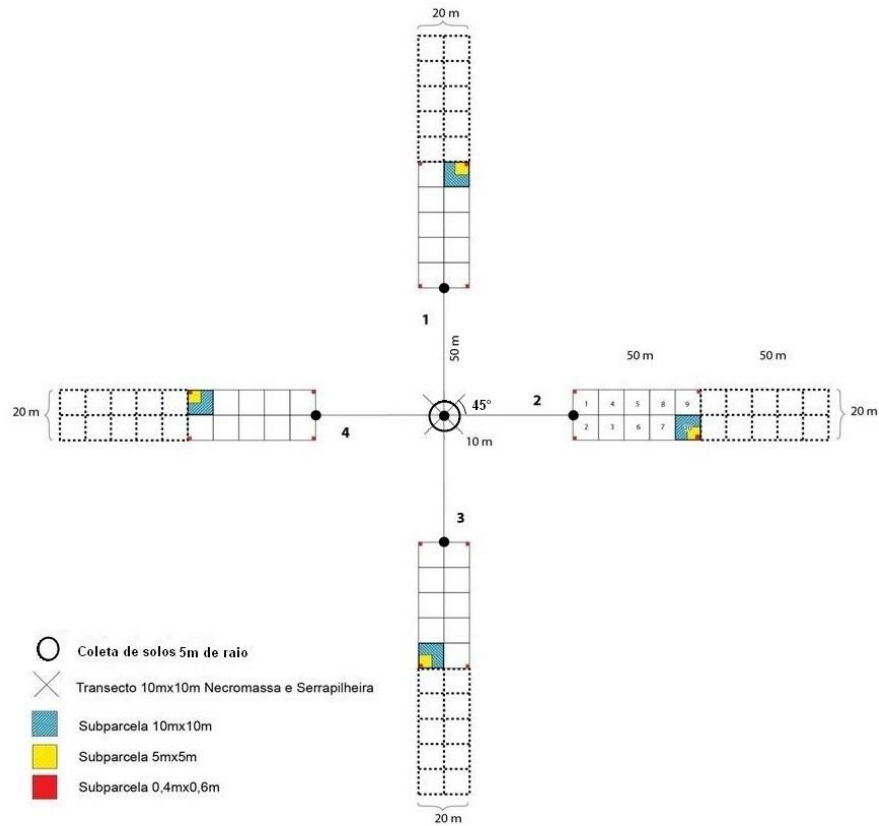 20 m
1
50 m
50 m
50 m
45°
2
1 4 5 8 9
20 m
20 m
2 3 6 7 10
4
10 m
3
Coleta de solos 5m de raio
Transecto 10mx10m Necromassa e Serrapilheira
Subparcela 10mx10m
Subparcela 5mx5m
Subparcela 0,4mx0,6m
20 m